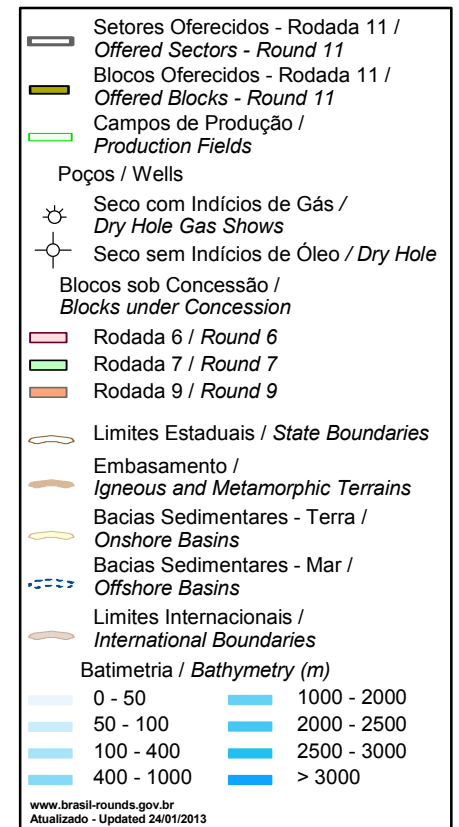 Setores Oferecidos - Rodada 11 /
Offered Sectors - Round 11
Blocos Oferecidos - Rodada 11 /
Offered Blocks - Round 11
Campos de Produção /
Production Fields
Poços / Wells
Seco com Indícios de Gás /
Dry Hole Gas Shows
Seco sem Indícios de Óleo / Dry Hole
Blocos sob Concessão /
Blocks under Concession
Rodada 6 / Round 6
Rodada 7 / Round 7
Rodada 9 / Round 9
Limites Estaduais / State Boundaries
Embasamento /
Igneous and Metamorphic Terrains
Bacias Sedimentares - Terra /
Onshore Basins
Bacias Sedimentares - Mar /
Offshore Basins
Limites Internacionais /
International Boundaries
Batimetria / Bathymetry (m)
0 - 50
50 - 100
100 - 400
400 - 1000
1000 - 2000
2000 - 2500
2500 - 3000
> 3000
www.brasil-rounds.gov.br
Atualizado - Updated 24/01/2013